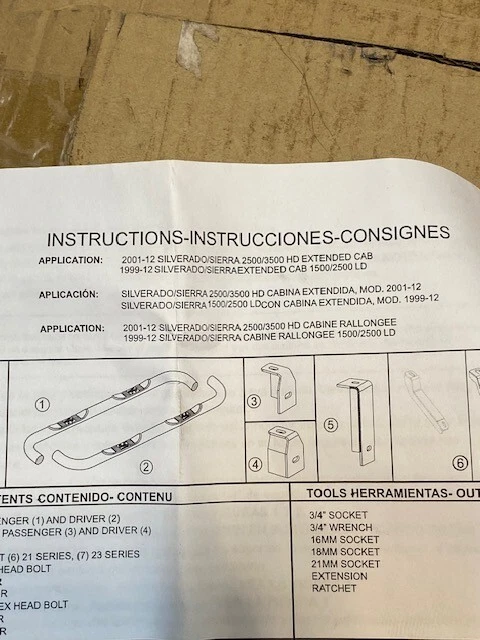 INSTRUCTIONS-INSTRUCCIONES-CONSIGNES
APPLICATION: 2001-12 SILVERADO/SIERRA 2500/3500 HD EXTENDED CAB
1999-12 SILVERADO/SIERRAEXTENDED CAB 1500/2500 LD
APLICACIÓN: SILVERADO/SIERRA 2500/3500 HD CABINA EXTENDIDA, MOD. 2001-12
SILVERADO/SIERRA 1500/2500 LDCON CABINA EXTENDIDA, MOD. 1999-12
APPLICATION: 2001-12 SILVERADO/SIERRA 2500/3500 HD CABINE RALLONGEE
1999-12 SILVERADO/SIERRA CABINE RALLONGEE 1500/2500 LD
1
2
3
4
5
6
TENTS CONTENIDO- CONTENU
ENGER (1) AND DRIVER (2)
PASSENGER (3) AND DRIVER (4)
T (6) 21 SERIES, (7) 23 SERIES
HEAD BOLT
R
R
EX HEAD BOLT
R
R
TOOLS HERRAMIENTAS- OUT
3/4" SOCKET
3/4" WRENCH
16MM SOCKET
18MM SOCKET
21MM SOCKET
EXTENSION
RATCHET